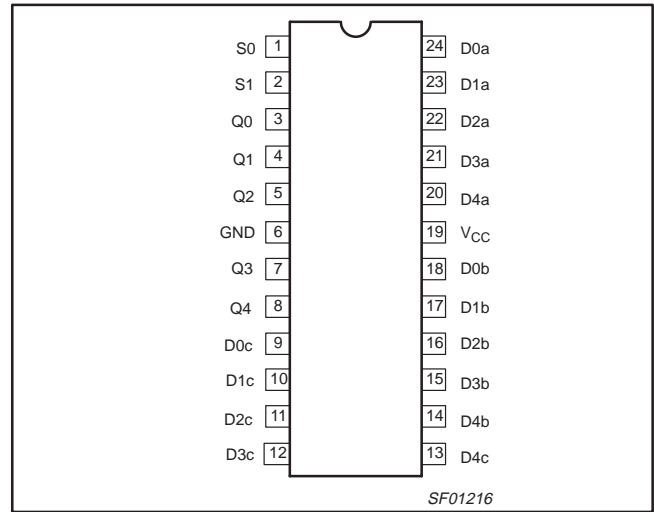 S0 1 24 D0a
S1 2 23 D1a
Q0 3 22 D2a
Q1 4 21 D3a
Q2 5 20 D4a
GND 6 19 VCC
Q3 7 18 D0b
Q4 8 17 D1b
D0c 9 16 D2b
D1c 10 15 D3b
D2c 11 14 D4b
D3c 12 13 D4c
SF01216